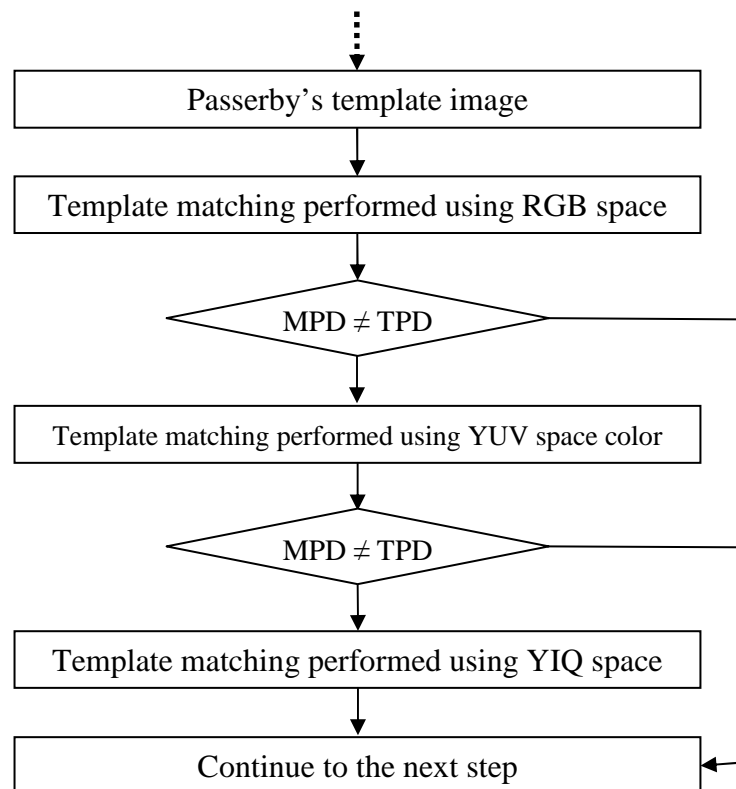 Passerby’s template image
Template matching performed using RGB space
MPD ≠ TPD
Template matching performed using YUV space color
MPD ≠ TPD
Template matching performed using YIQ space
Continue to the next step